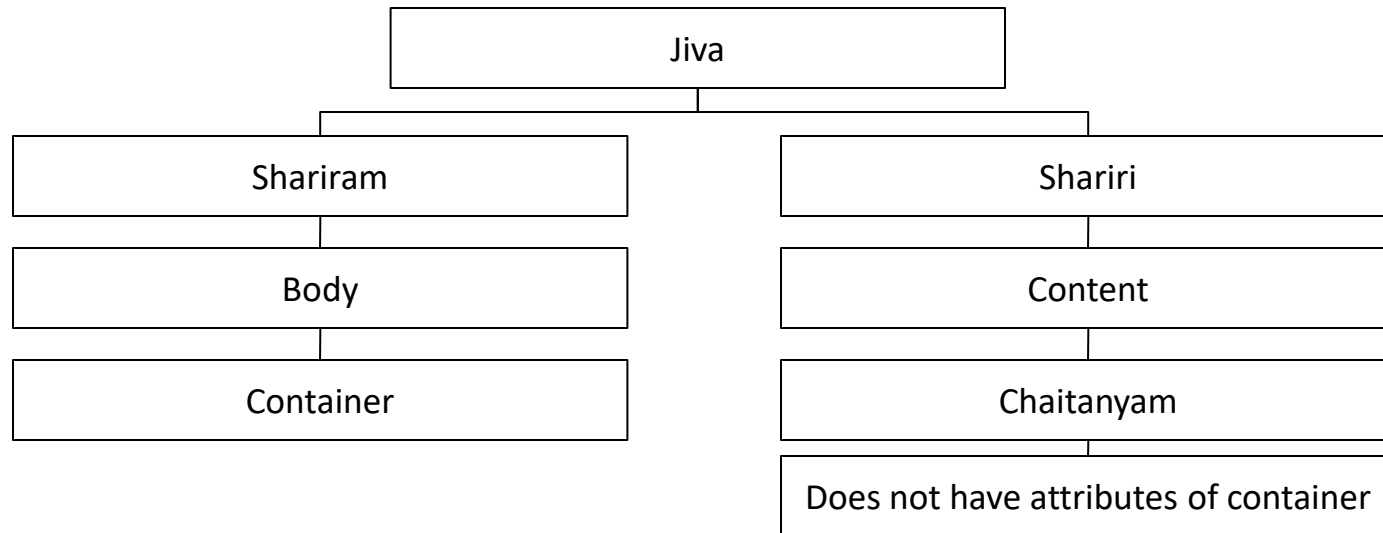 Jiva
Shariram
Shariri
Body
Content
Container
Chaitanyam
Does not have attributes of container